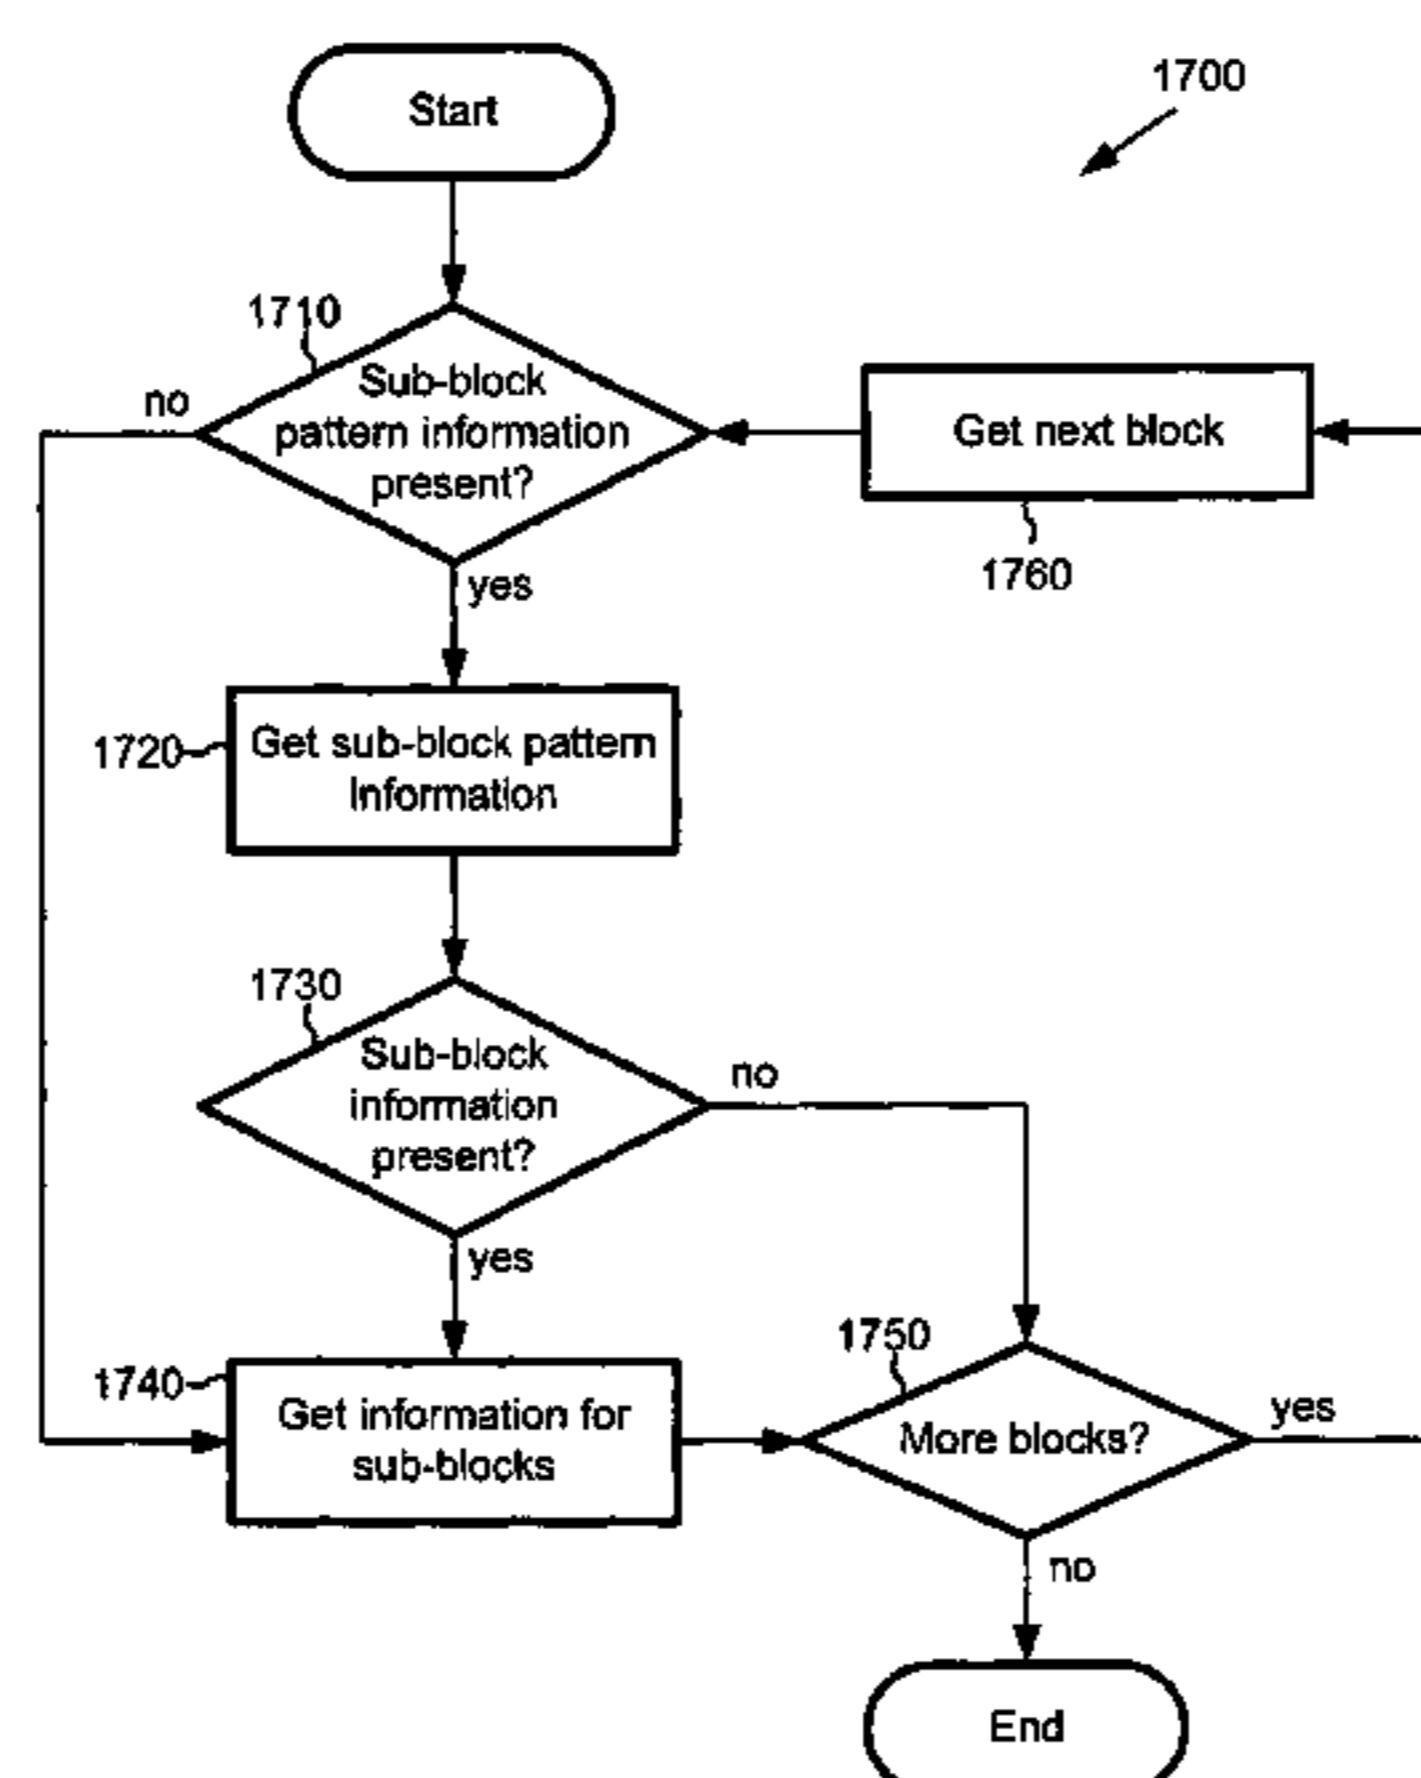 Start
1700
1710
no
Sub-block
pattern information
present?
Get next block
1760
yes
1720
Get sub-block pattern
Information
1730
Sub-block
information
present?
no
yes
1740
Get information for
sub-blocks
1750
More blocks?
yes
no
End